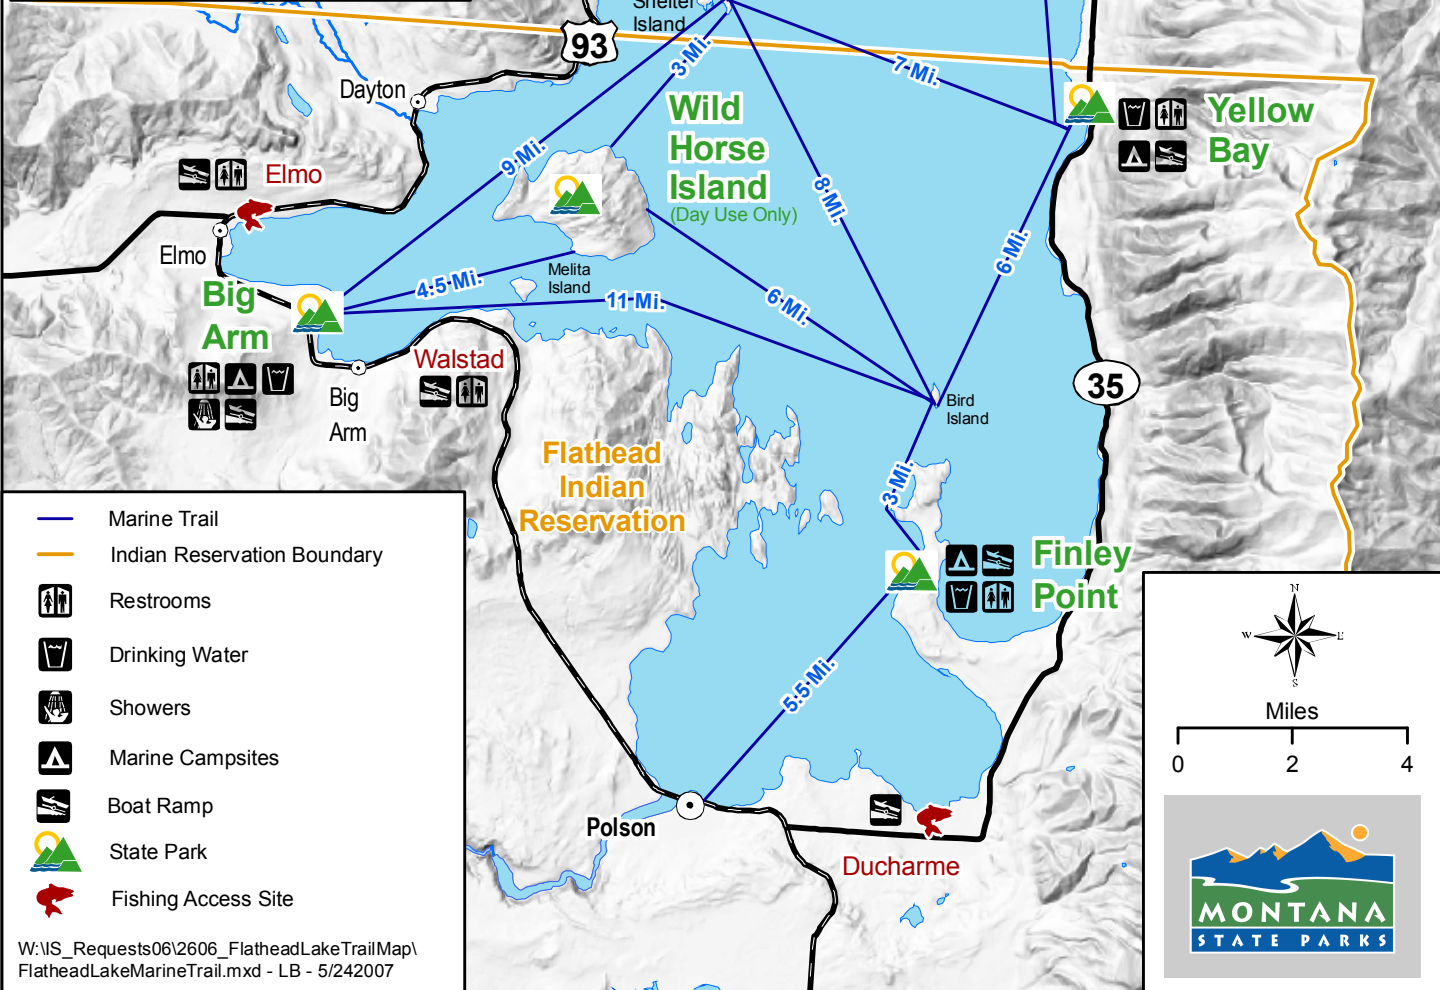 Shelter
Island
93
3 Mi.
7 Mi.
Dayton
Wild
Horse
Island
(Day Use Only)
Yellow
Bay
9 Mi.
Elmo
8 Mi.
Elmo
6 Mi.
Melita
Island
4.5 Mi.
Big
Arm
11 Mi.
6 Mi.
Walstad
35
Big
Arm
Bird
Island
Flathead
Indian
Reservation
3 Mi.
Finley
Point
5.5 Mi.
Polson
Ducharme
Marine Trail
Indian Reservation Boundary
Restrooms
Drinking Water
Showers
Marine Campsites
Boat Ramp
State Park
Fishing Access Site
W:\IS_Requests06\2606_FlatheadLakeTrailMap\
FlatheadLakeMarineTrail.mxd - LB - 5/242007
N
W E
S
Miles
0 2 4
MONTANA
STATE PARKS